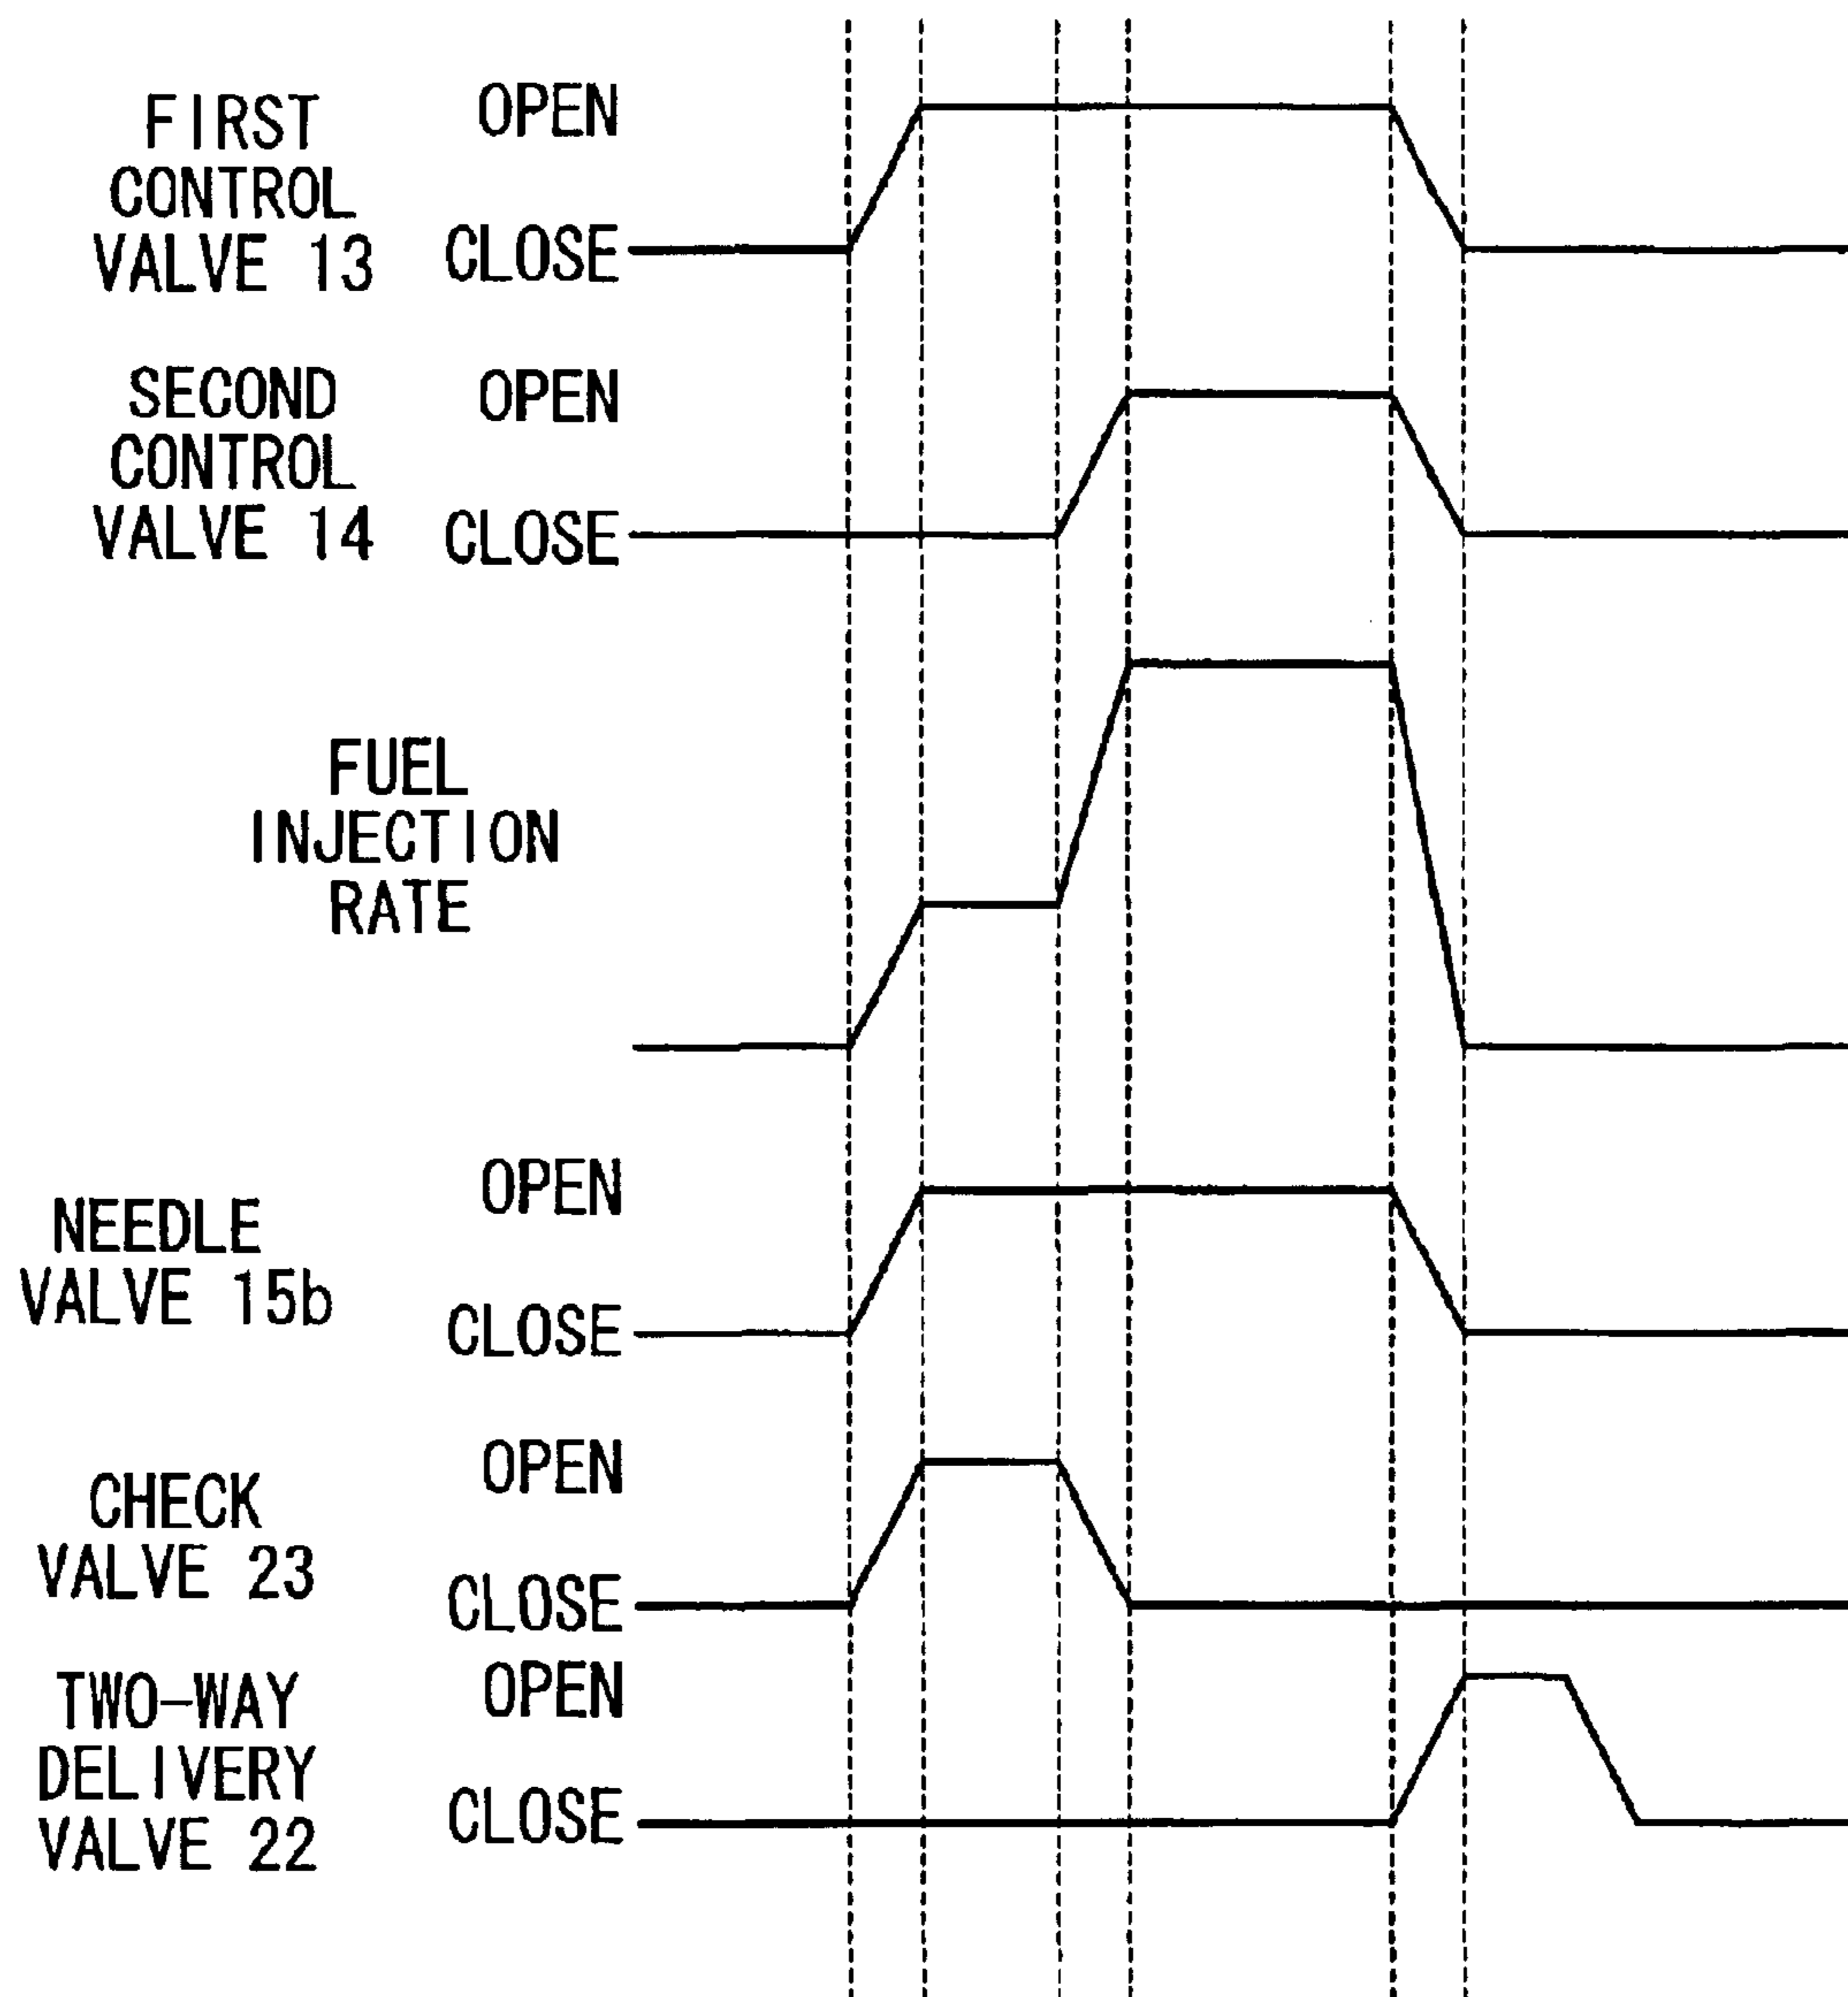 FIRST
CONTROL
VALVE 13
OPEN
CLOSE
SECOND
CONTROL
VALVE 14
OPEN
CLOSE
FUEL
INJECTION
RATE
NEEDLE
VALVE 15b
OPEN
CLOSE
CHECK
VALVE 23
OPEN
CLOSE
TWO-WAY
DELIVERY
VALVE 22
OPEN
CLOSE